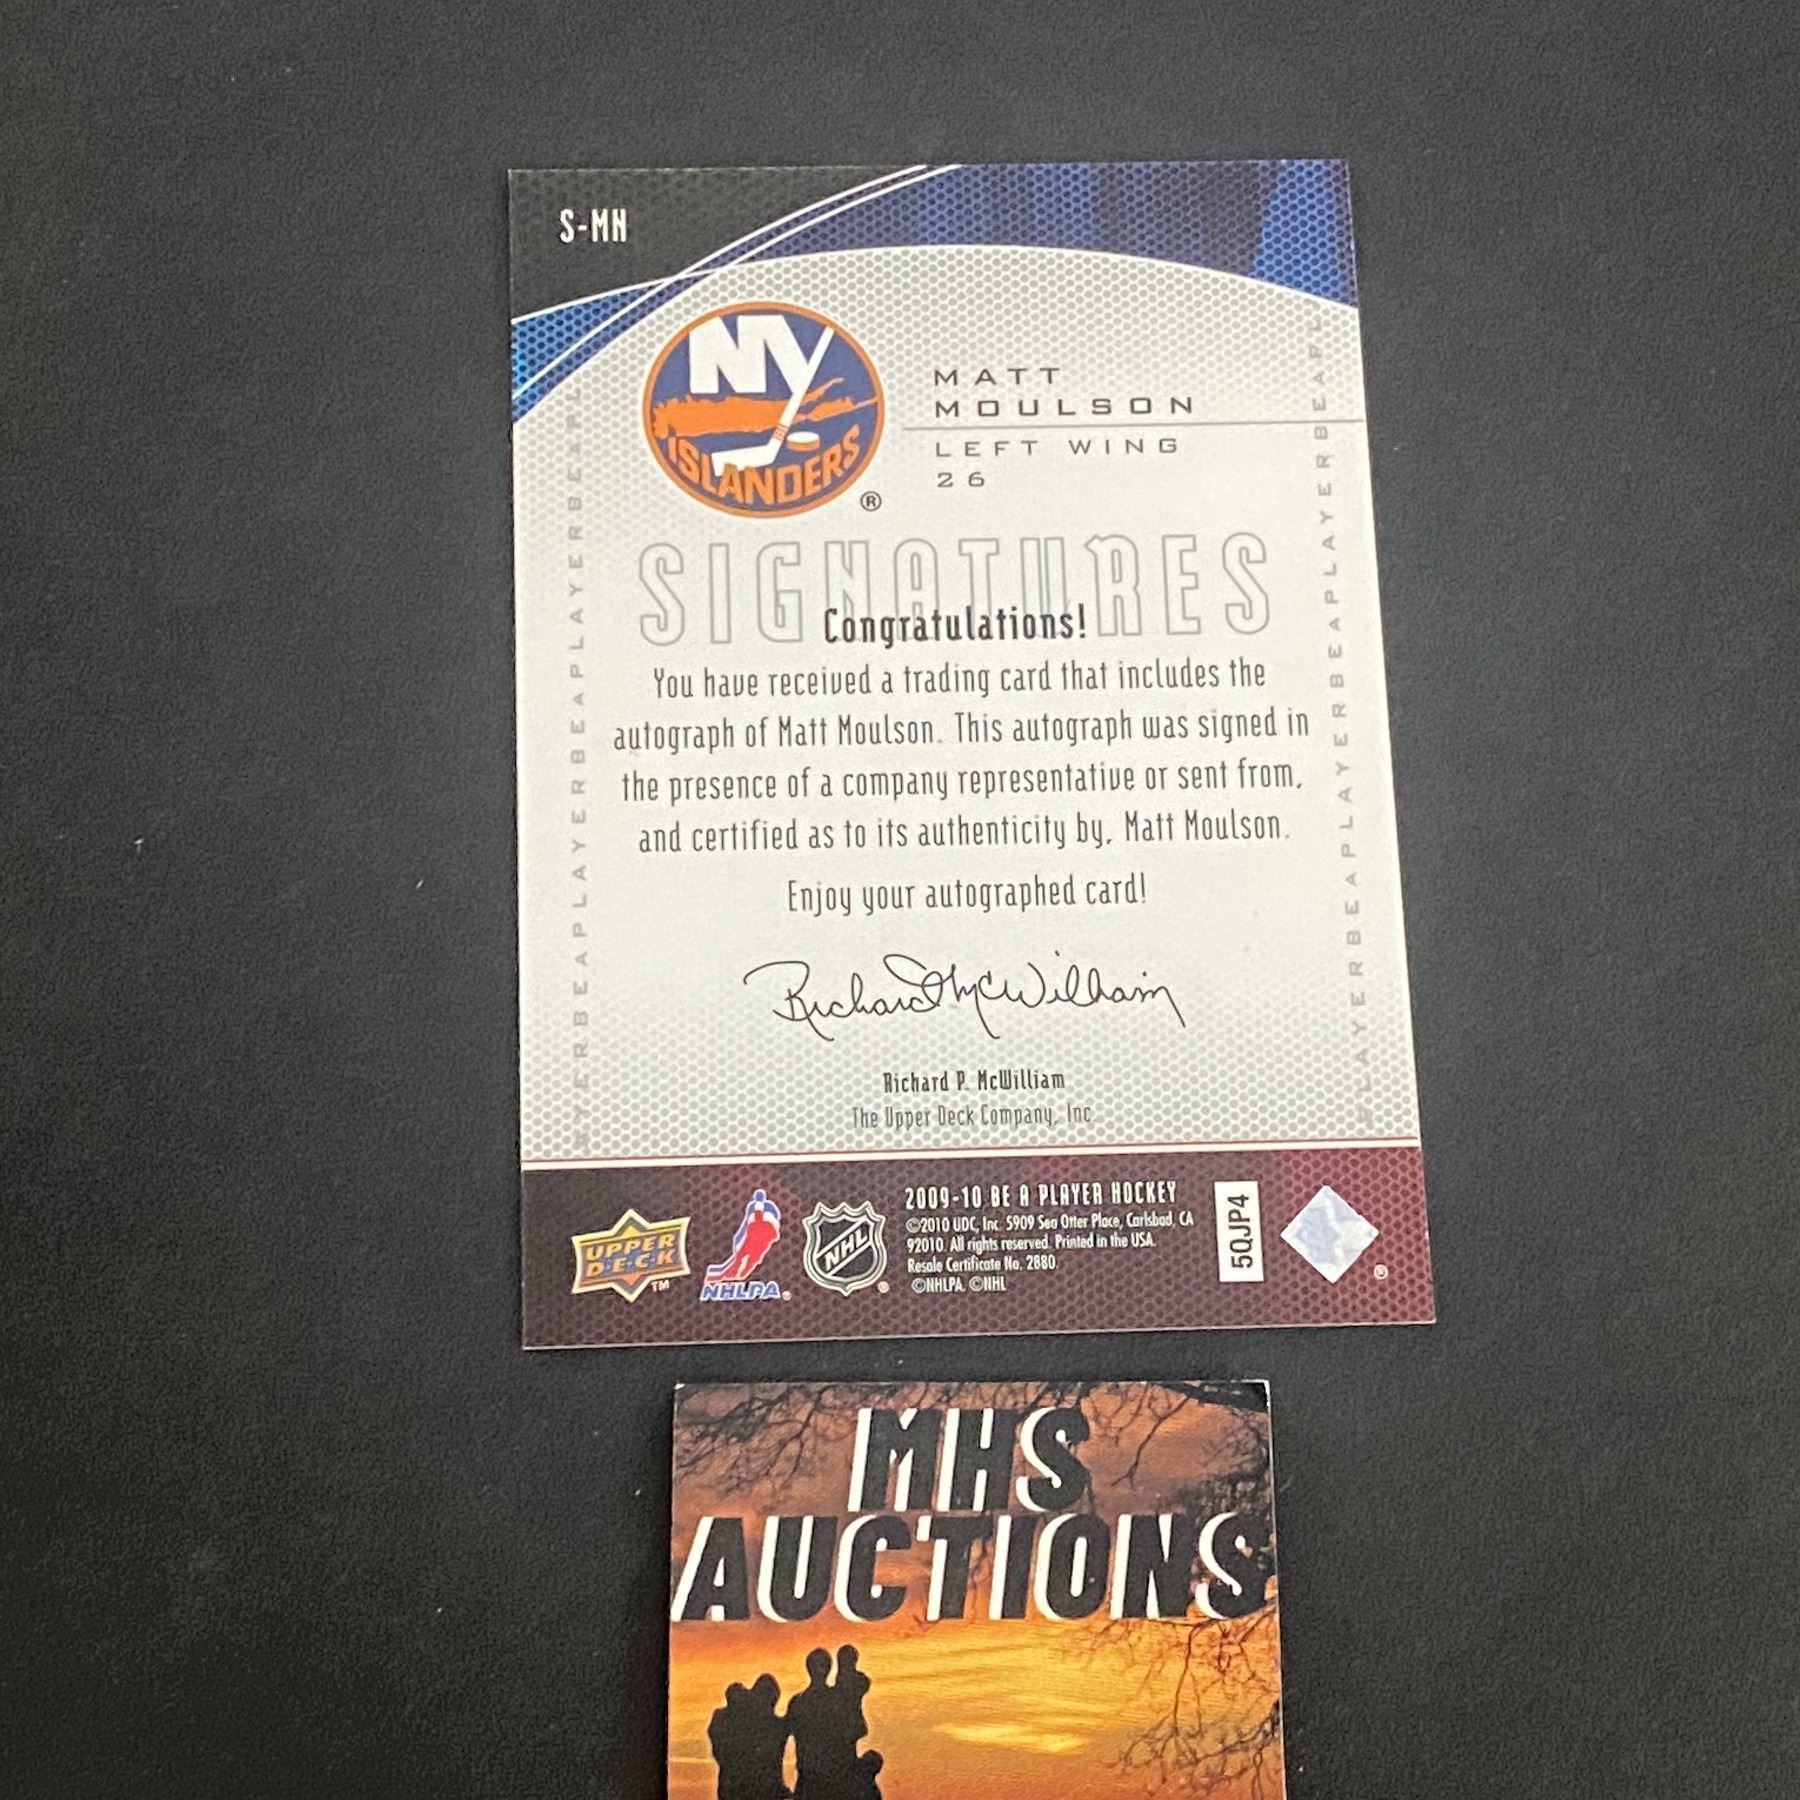 S-MH
NY
ISLANDERS
®
MATT
MOULSON
LEFT WING
26
SIGNATURES
Congratulations!
You have received a trading card that includes the
autograph of Matt Moulson. This autograph was signed in
the presence of a company representative or sent from,
and certified as to its authenticity by, Matt Moulson.
Enjoy your autographed card!
Richard McWilliam
Richard P. McWilliam
The Upper Deck Company, Inc.
UPPER
DECK
TM
NHLPA
®
NHL
®
2009-10 BE A PLAYER HOCKEY
©2010 UDC, Inc. 5909 Sea Otter Place, Carlsbad, CA
92010. All rights reserved. Printed in the USA.
Resale Certificate No. 2880.
©NHLPA. ©NHL
5QJP4
®
MHS
AUCTIONS